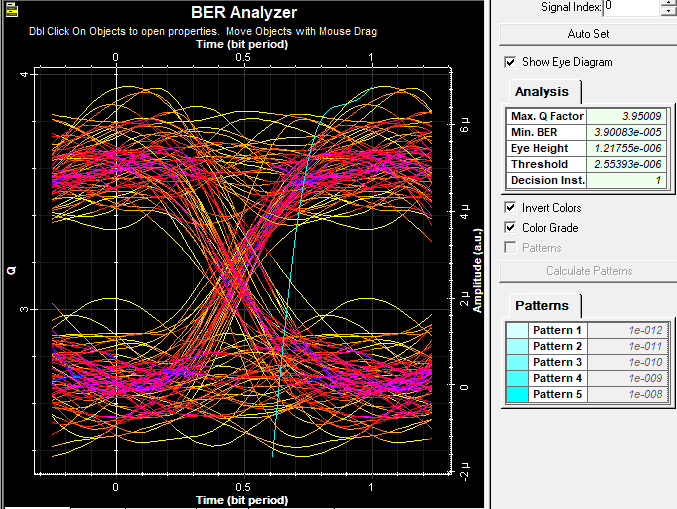 BER Analyzer
Dbl Click On Objects to open properties. Move Objects with Mouse Drag
Time (bit period)
0 0.5 1
4
3
Q
6 µ
4 µ
2 µ
0
-2 µ
Amplitude (a.u.)
0 0.5 1
Time (bit period)
Signal Index: 0
Auto Set
Show Eye Diagram
Analysis
Max. Q Factor 3.95009
Min. BER 3.90083e-005
Eye Height 1.21755e-006
Threshold 2.55393e-006
Decision Inst. 1
Invert Colors
Color Grade
Patterns
Calculate Patterns
Patterns
Pattern 1 1e-012
Pattern 2 1e-011
Pattern 3 1e-010
Pattern 4 1e-009
Pattern 5 1e-008